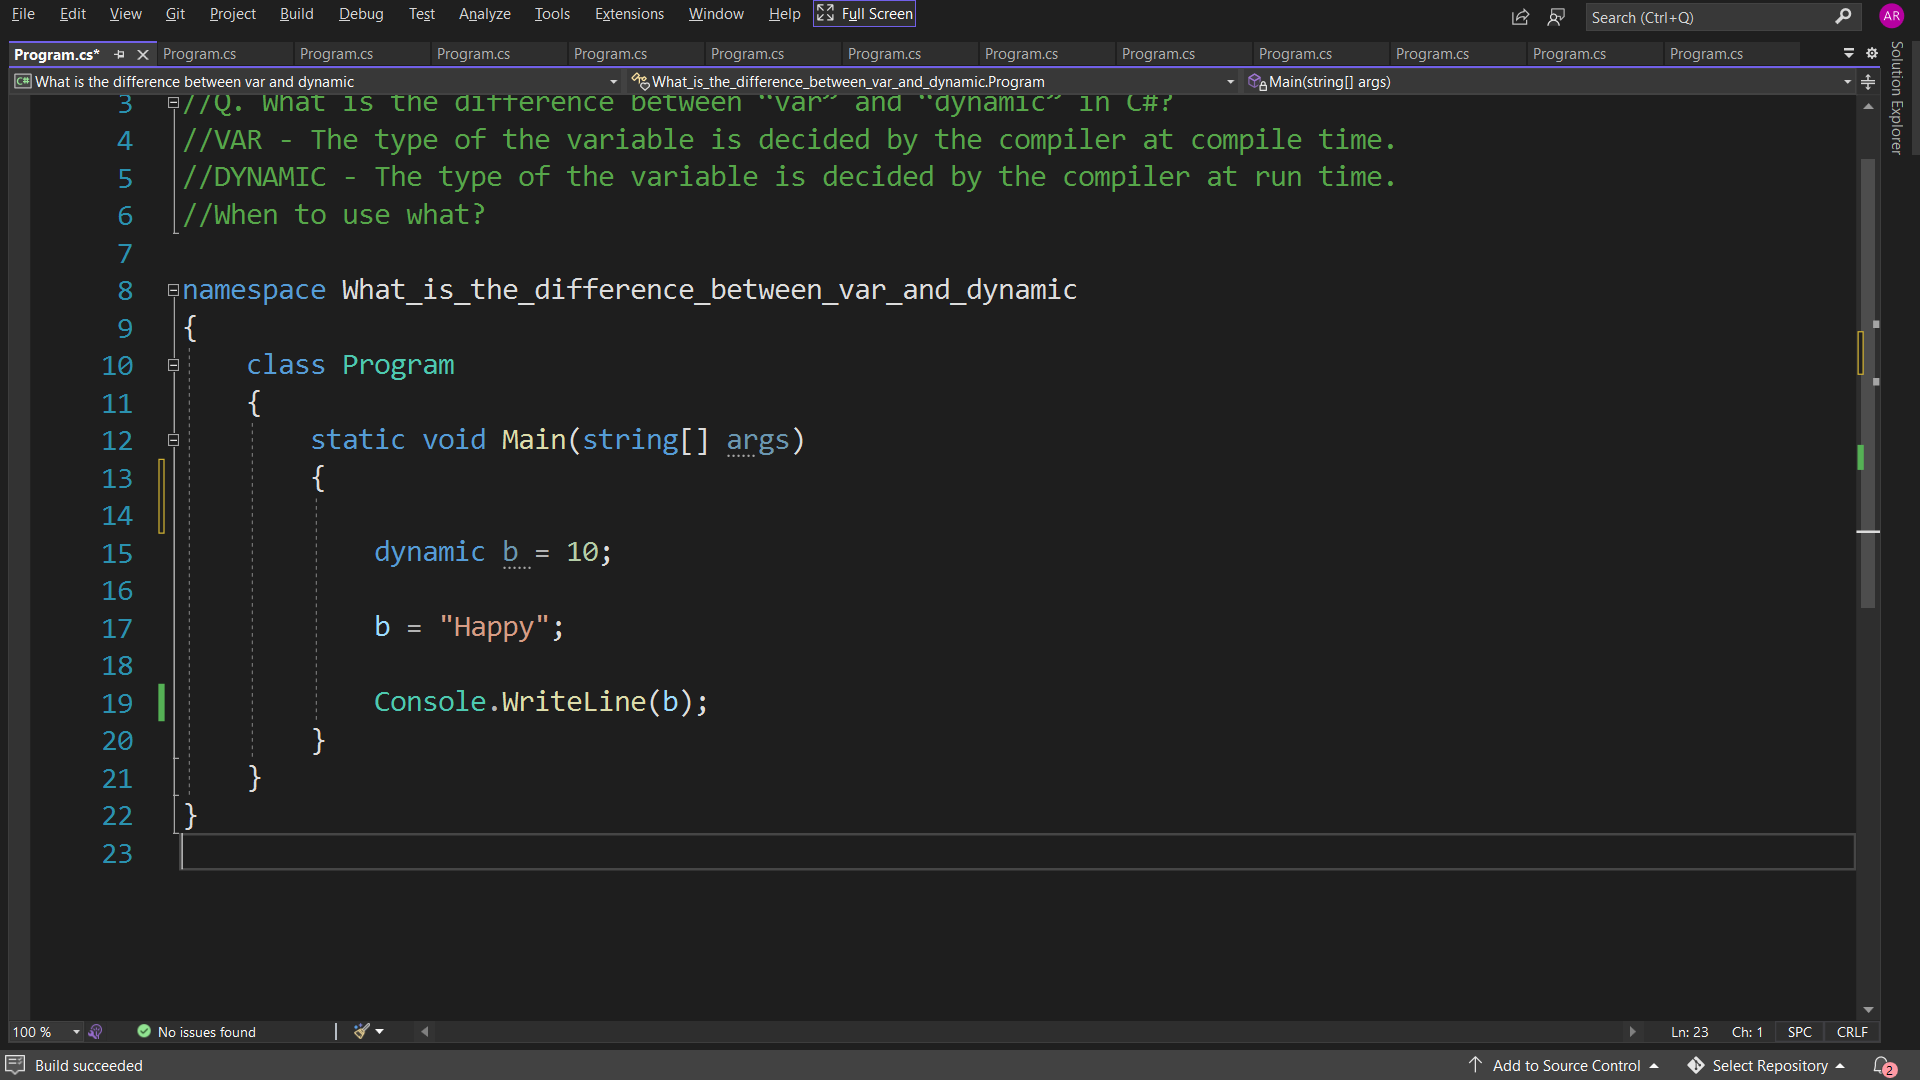 File Edit View Git Project Build Debug Test Analyze Tools Extensions Window Help Full Screen Search (Ctrl+Q) AR
Program.cs* Program.cs Program.cs Program.cs Program.cs Program.cs Program.cs Program.cs Program.cs Program.cs Program.cs Program.cs Program.cs
What is the difference between var and dynamic What_is_the_difference_between_var_and_dynamic.Program Main(string[] args)
Solution Explorer
3 //Q. What is the difference between “var” and “dynamic” in C#?
4 //VAR - The type of the variable is decided by the compiler at compile time.
5 //DYNAMIC - The type of the variable is decided by the compiler at run time.
6 //When to use what?
7
8 namespace What_is_the_difference_between_var_and_dynamic
9 {
10 class Program
11 {
12 static void Main(string[] args)
13 {
14
15 dynamic b = 10;
16
17 b = "Happy";
18
19 Console.WriteLine(b);
20 }
21 }
22 }
23
100 % No issues found Ln: 23 Ch: 1 SPC CRLF
Build succeeded Add to Source Control Select Repository 2